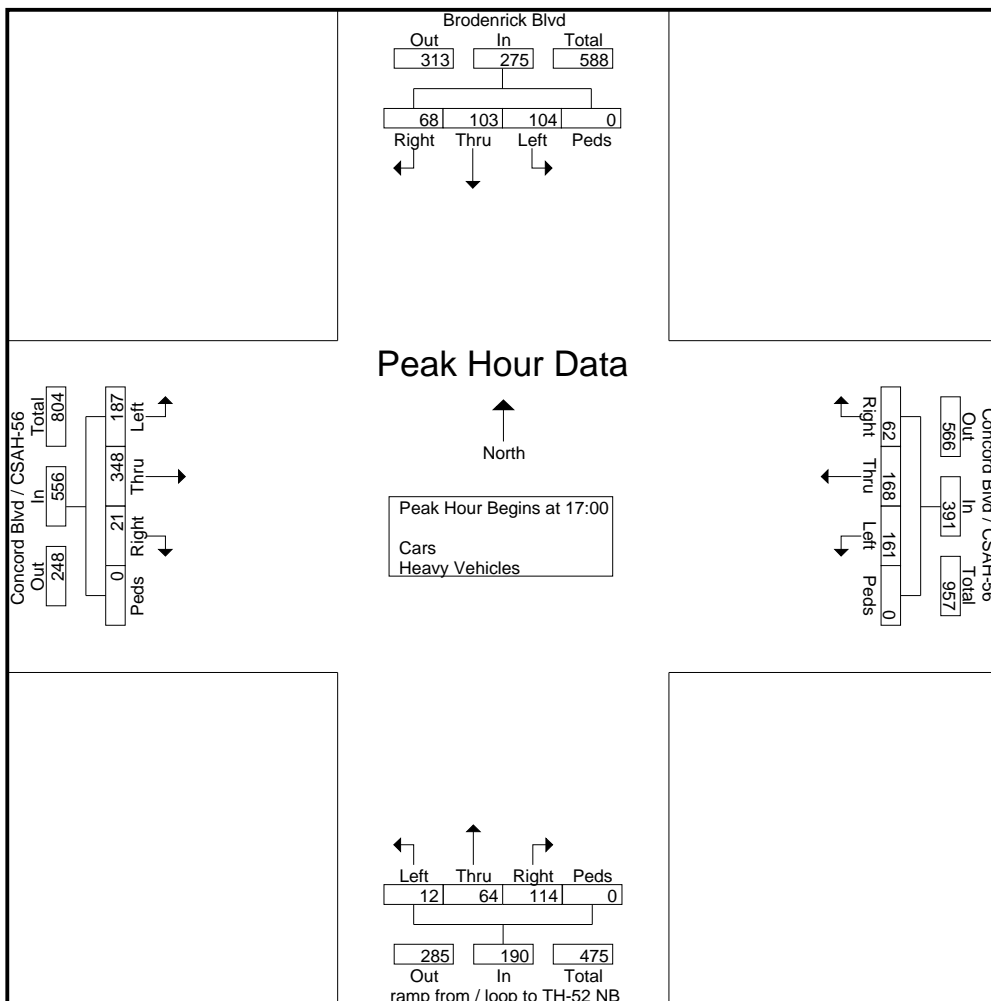 Brodenrick Blvd
Out In Total
313 275 588
68 103 104 0
Right Thru Left Peds
Peak Hour Data
North
Peak Hour Begins at 17:00
Cars
Heavy Vehicles
Concord Blvd / CSAH-56
Out In Total
248 556 804
Left Thru Right Peds
187 348 21 0
Concord Blvd / CSAH-56
Out In Total
566 391 957
62 168 161 0
Right Thru Left Peds
Left Thru Right Peds
12 64 114 0
285 190 475
Out In Total
ramp from / loop to TH-52 NB